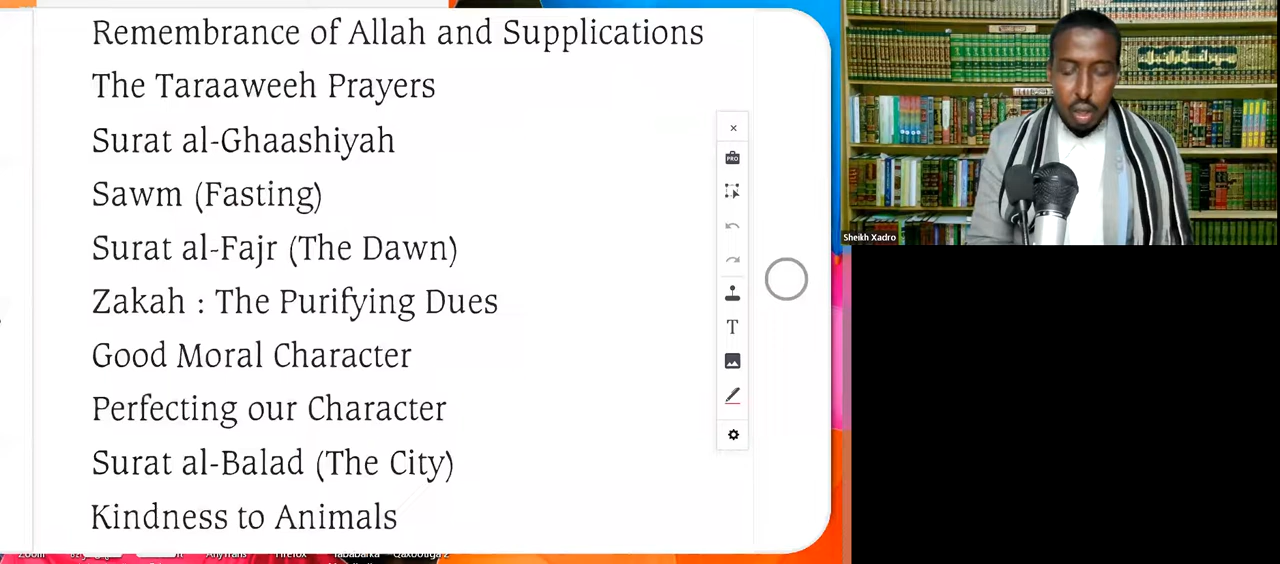 Remembrance of Allah and Supplications
The Taraaweeh Prayers
Surat al-Ghaashiyah
Sawm (Fasting)
Surat al-Fajr (The Dawn)
Zakah : The Purifying Dues
Good Moral Character
Perfecting our Character
Surat al-Balad (The City)
Kindness to Animals
PRO
T
Sheikh Xadro